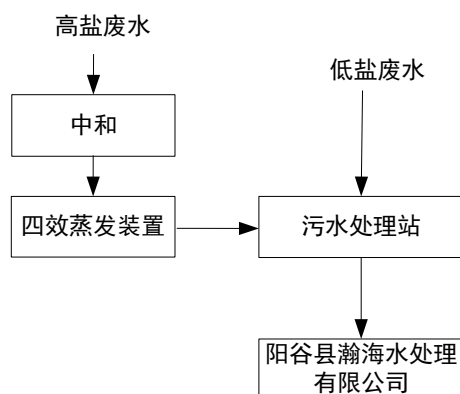 高盐废水
低盐废水
中和
四效蒸发装置
污水处理站
阳谷县瀚海水处理
有限公司